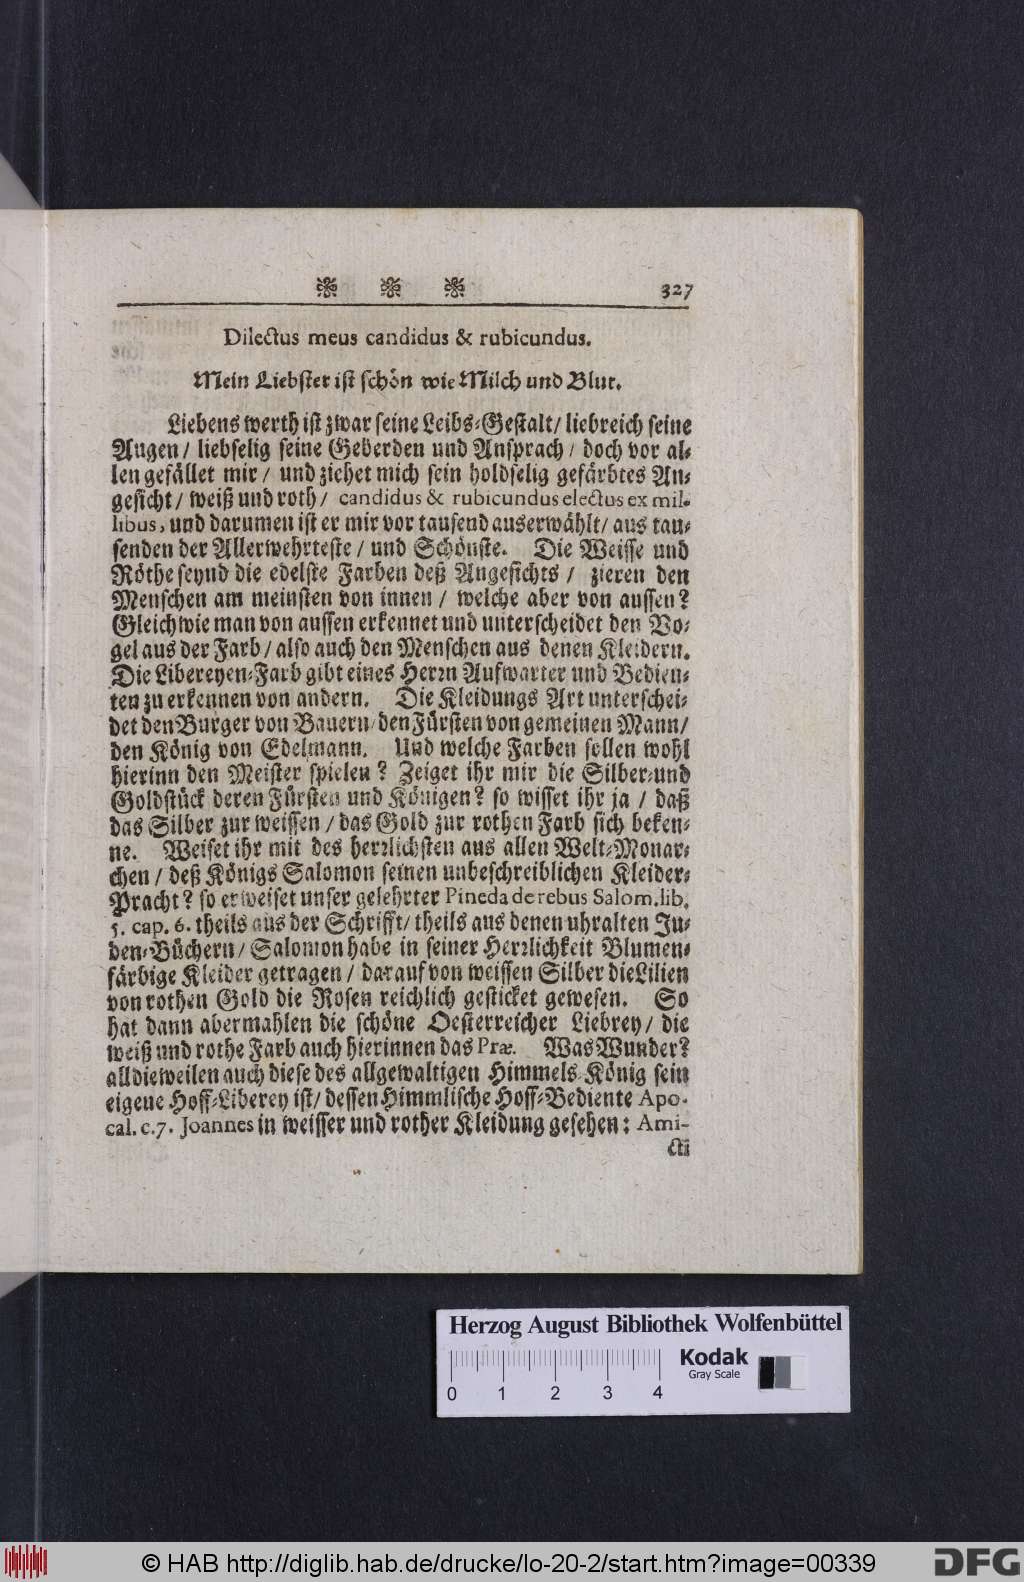 ❀ ❀ ❀ 327
Dilectus meus candidus & rubicundus.
Mein Liebster ist schön wie Milch und Blut.
Liebens werth ist zwar seine Leibs-Gestalt/ liebreich seine
Augen/ liebselig seine Geberden und Ansprach/ doch vor al-
len gefället mir/ und ziehet mich sein holdselig gefärbtes An-
gesicht/ weiß und roth/ candidus & rubicundus electus ex mil-
libus, und darumen ist er mir vor tausend auserwählt/ aus tau-
senden der Allerwehrteste/ und Schönste. Die Weisse und
Röthe seynd die edelste Farben deß Angesichts/ zieren den
Menschen am meinsten von innen/ welche aber von aussen?
Gleichwie man von aussen erkennet und unterscheidet den Vo-
gel aus der Farb/ also auch den Menschen aus denen Kleidern.
Die Libereyen-Farb gibt eines Herrn Aufwarter und Bedien-
ten zu erkennen von andern. Die Kleidungs Art unterschei-
det den Burger von Bauern/ den Fürsten von gemeinen Mann/
den König von Edelmann. Und welche Farben sollen wohl
hierinn den Meister spielen? Zeiget ihr mir die Silber-und
Goldstück deren Fürsten und Königen? so wisset ihr ja/ daß
das Silber zur weissen/ das Gold zur rothen Farb sich beken-
ne. Weiset ihr mit des herrlichsten aus allen Welt-Monar-
chen/ deß Königs Salomon seinen unbeschreiblichen Kleider-
Pracht? so erweiset unser gelehrter Pineda de rebus Salom. lib.
5. cap. 6. theils aus der Schrifft/ theils aus denen uhralten Ju-
den-Büchern/ Salomon habe in seiner Herrlichkeit Blumen-
färbige Kleider getragen/ darauf von weissen Silber die Lilien
von rothen Gold die Rosen reichlich gesticket gewesen. So
hat dann abermahlen die schöne Oesterreicher Liebrey/ die
weiß und rothe Farb auch hierinnen das Præ. Was Wunder?
alldieweilen auch diese des allgewaltigen Himmels-König sein
eigene Hoff-Liberey ist/ dessen Himmlische Hoff-Bediente Apo-
cal. c. 7. Joannes in weisser und rother Kleidung gesehen: Ami-
cti
Herzog August Bibliothek Wolfenbüttel
Kodak
Gray Scale
0 1 2 3 4
© HAB http://diglib.hab.de/drucke/lo-20-2/start.htm?image=00339
DFG